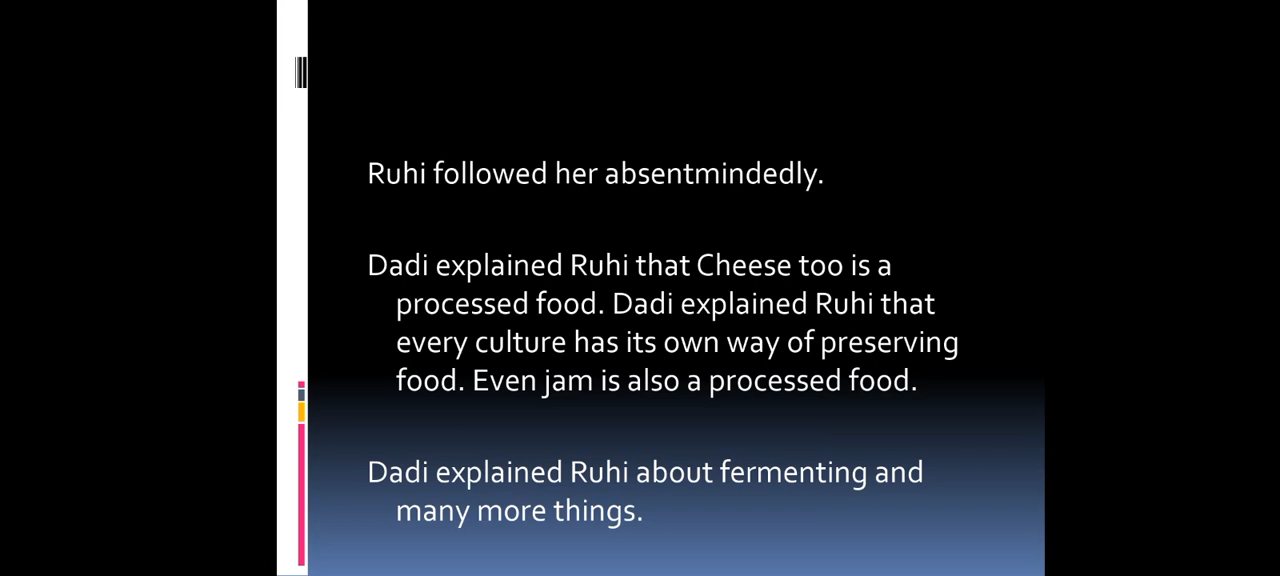 Ruhi followed her absentmindedly.
Dadi explained Ruhi that Cheese too is a
processed food. Dadi explained Ruhi that
every culture has its own way of preserving
food. Even jam is also a processed food.
Dadi explained Ruhi about fermenting and
many more things.